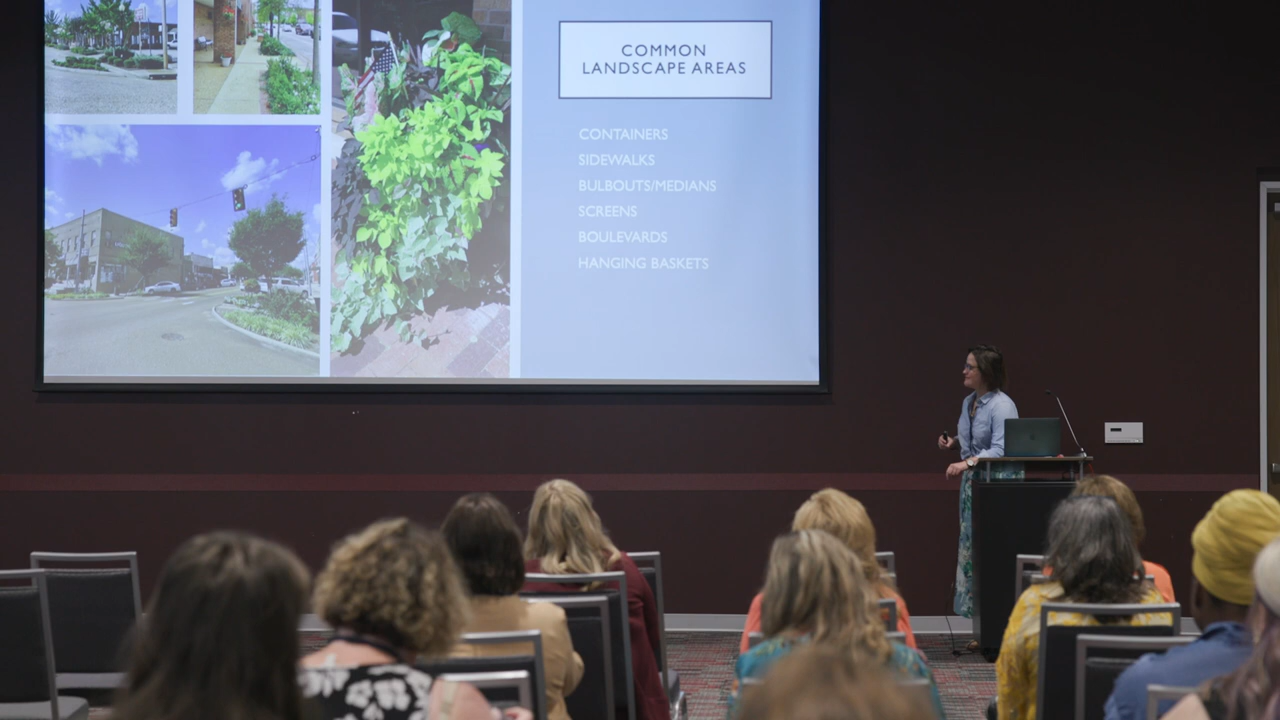 COMMON
LANDSCAPE AREAS
CONTAINERS
SIDEWALKS
BULBOUTS/MEDIANS
SCREENS
BOULEVARDS
HANGING BASKETS